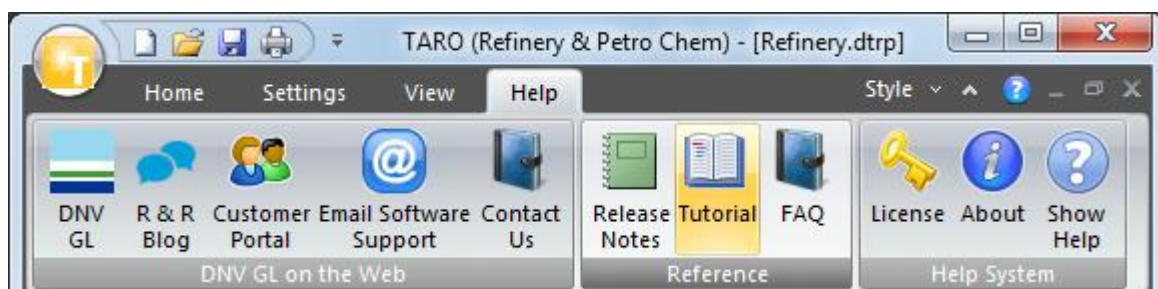 TARO (Refinery & Petro Chem) - [Refinery.dtrp]
Home Settings View Help Style
DNV GL
R & R Blog
Customer Portal
Email Software Support
Contact Us
Release Notes
Tutorial
FAQ
License
About
Show Help
DNV GL on the Web
Reference
Help System